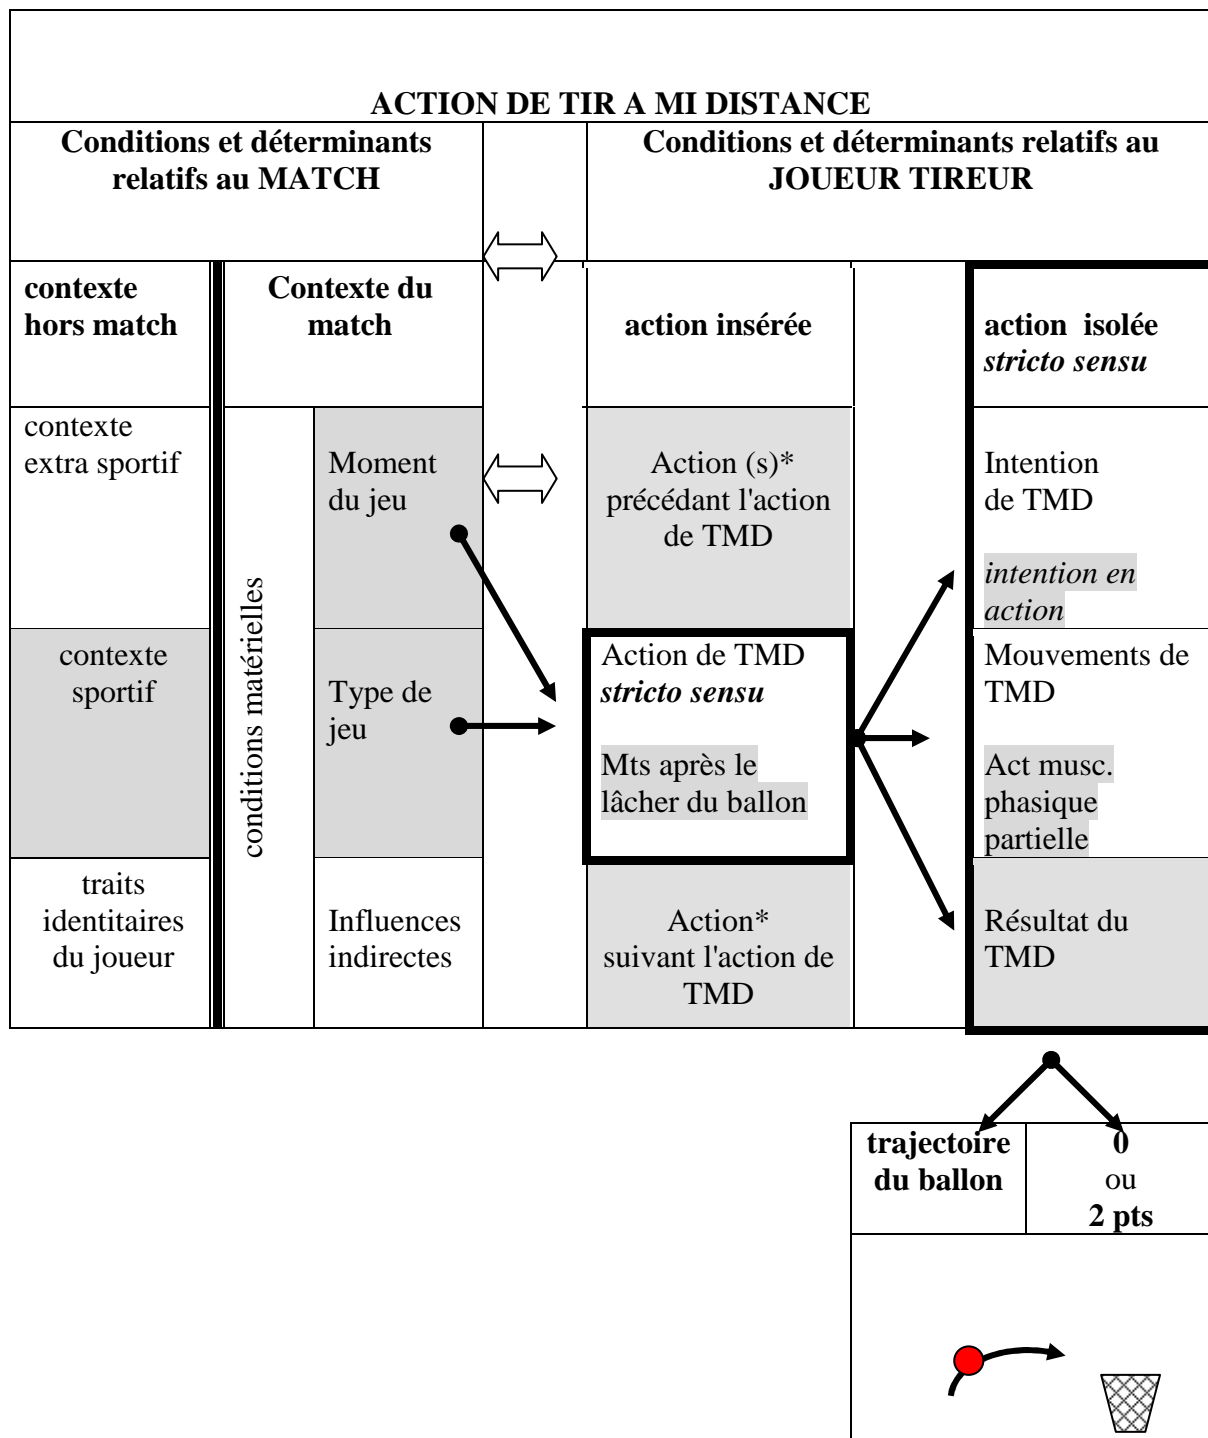 ACTION DE TIR A MI DISTANCE
Conditions et déterminants
relatifs au MATCH
Conditions et déterminants relatifs au
JOUEUR TIREUR
contexte
hors match
Contexte du
match
action insérée
action isolée
stricto sensu
contexte
extra sportif
conditions matérielles
Moment
du jeu
Action (s)*
précédant l'action
de TMD
Intention
de TMD
intention en
action
contexte
sportif
Type de
jeu
Action de TMD
stricto sensu
Mts après le
lâcher du ballon
Mouvements de
TMD
Act musc.
phasique
partielle
traits
identitaires
du joueur
Influences
indirectes
Action*
suivant l'action de
TMD
Résultat du
TMD
trajectoire
du ballon
0
ou
2 pts